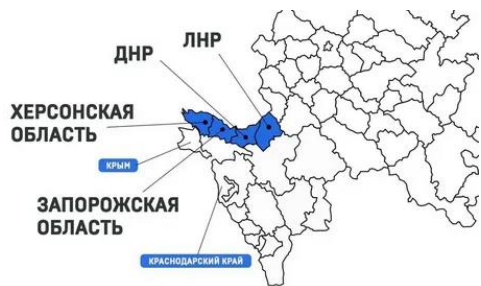 ЛНР
ДНР
ХЕРСОНСКАЯ
ОБЛАСТЬ
КРЫМ
ЗАПОРОЖСКАЯ
ОБЛАСТЬ
КРАСНОДАРСКИЙ КРАЙ